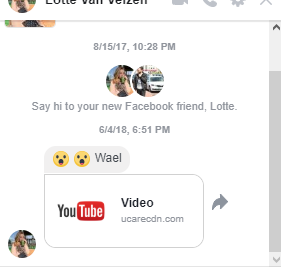 Lotte Van Velzen
8/15/17, 10:28 PM
Say hi to your new Facebook friend, Lotte.
6/4/18, 6:51 PM
😮 😮 Wael
YouTube
Video
ucarecdn.com